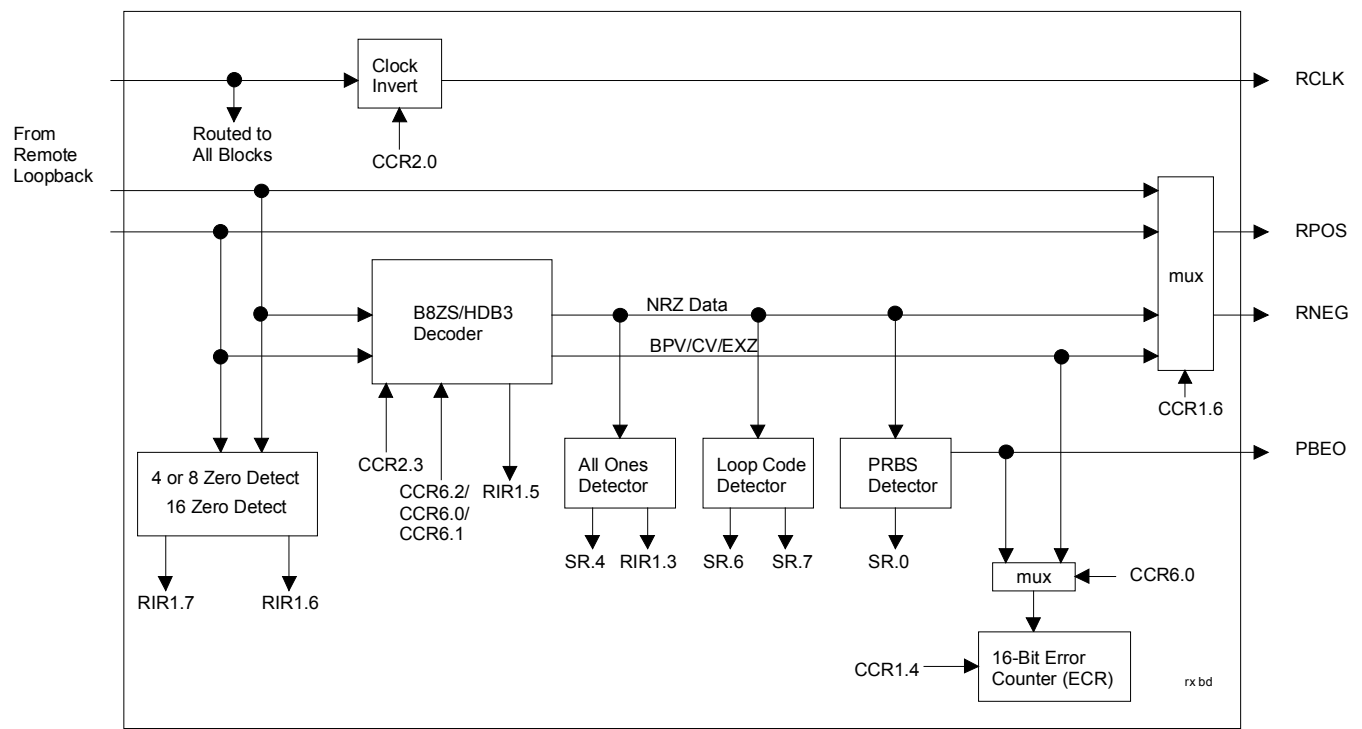 Clock
Invert
RCLK
From
Remote
Loopback
Routed to
All Blocks
CCR2.0
RPOS
mux
B8ZS/HDB3
Decoder
NRZ Data
RNEG
BPV/CV/EXZ
CCR1.6
4 or 8 Zero Detect
16 Zero Detect
CCR2.3
CCR6.2/
CCR6.0/
CCR6.1
RIR1.5
All Ones
Detector
Loop Code
Detector
PRBS
Detector
PBEO
SR.4
RIR1.3
SR.6
SR.7
SR.0
RIR1.7
RIR1.6
mux
CCR6.0
CCR1.4
16-Bit Error
Counter (ECR)
rx bd